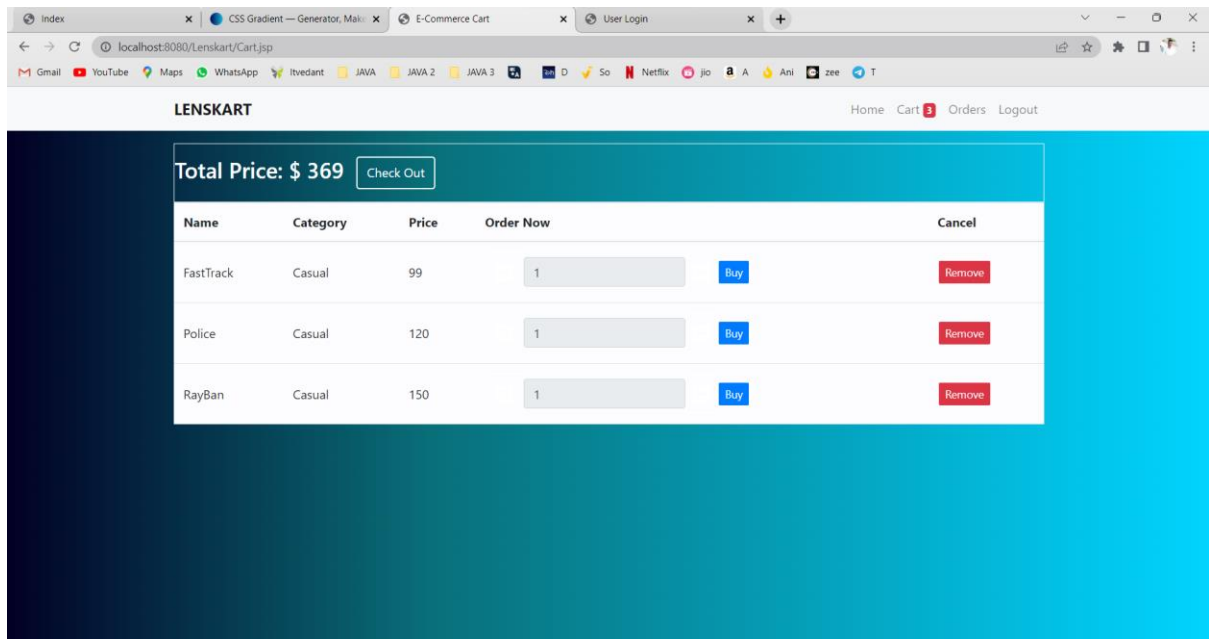 Index CSS Gradient — Generator, Make E-Commerce Cart User Login
localhost:8080/Lenskart/Cart.jsp
Gmail YouTube Maps WhatsApp Itvedant JAVA JAVA 2 JAVA 3 D So Netflix jio A Ani zee T
LENSKART Home Cart 3 Orders Logout
Total Price: $ 369 Check Out
Name Category Price Order Now Cancel
FastTrack Casual 99 1 Buy Remove
Police Casual 120 1 Buy Remove
RayBan Casual 150 1 Buy Remove